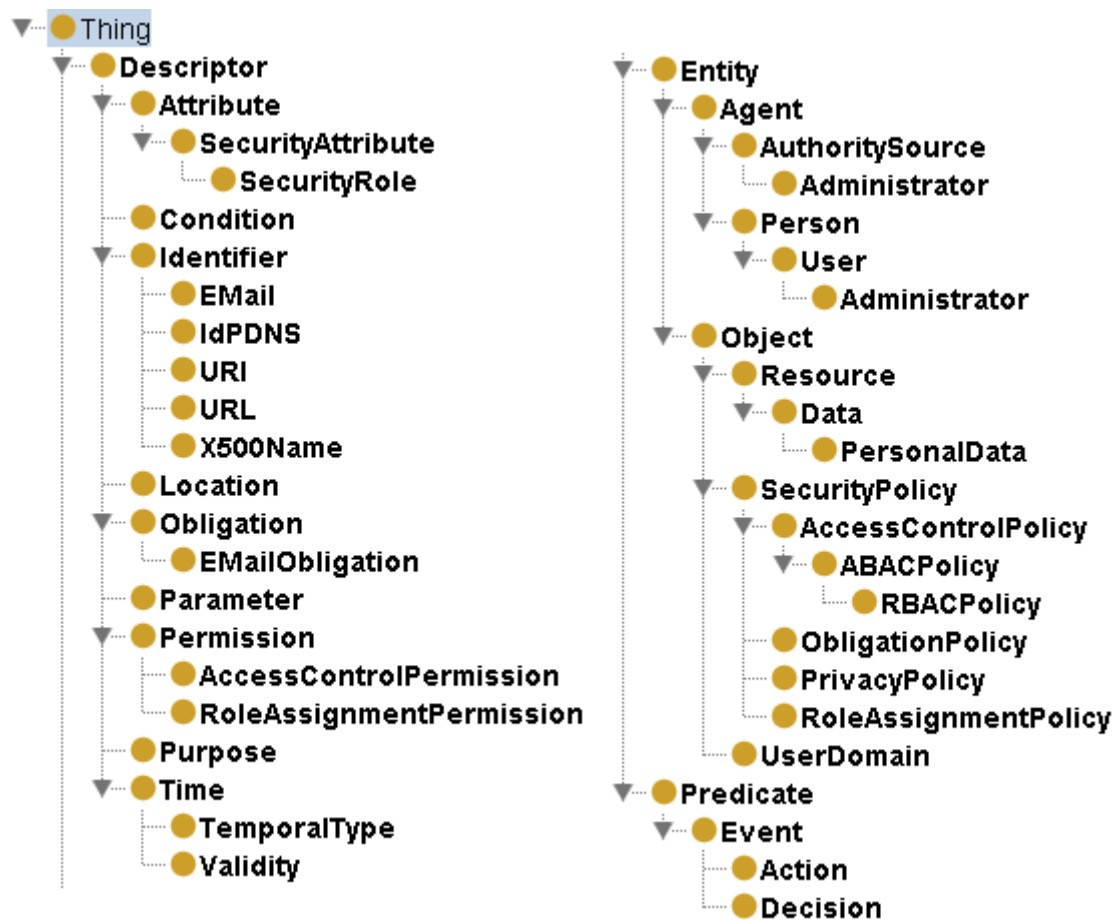 Thing
Descriptor
Attribute
SecurityAttribute
SecurityRole
Condition
Identifier
EMail
IdPDNS
URI
URL
X500Name
Location
Obligation
EMailObligation
Parameter
Permission
AccessControlPermission
RoleAssignmentPermission
Purpose
Time
TemporalType
Validity
Entity
Agent
AuthoritySource
Administrator
Person
User
Administrator
Object
Resource
Data
PersonalData
SecurityPolicy
AccessControlPolicy
ABACPolicy
RBACPolicy
ObligationPolicy
PrivacyPolicy
RoleAssignmentPolicy
UserDomain
Predicate
Event
Action
Decision